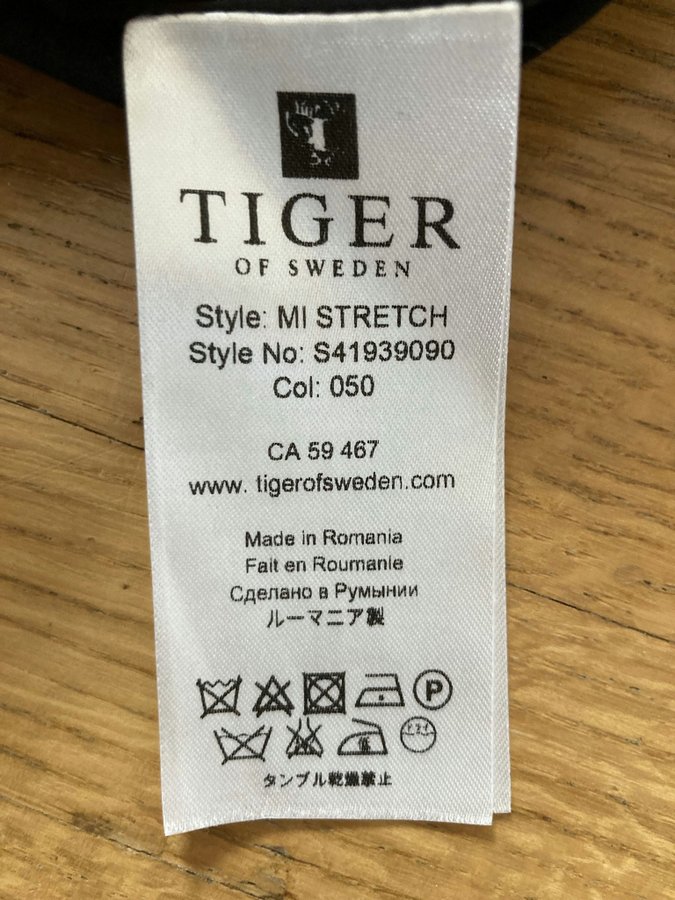 TIGER
OF SWEDEN
Style: MI STRETCH
Style No: S41939090
Col: 050
CA 59 467
www. tigerofsweden.com
Made in Romania
Fait en Roumanie
Сделано в Румынии
ルーマニア製
P
タンブル乾燥禁止